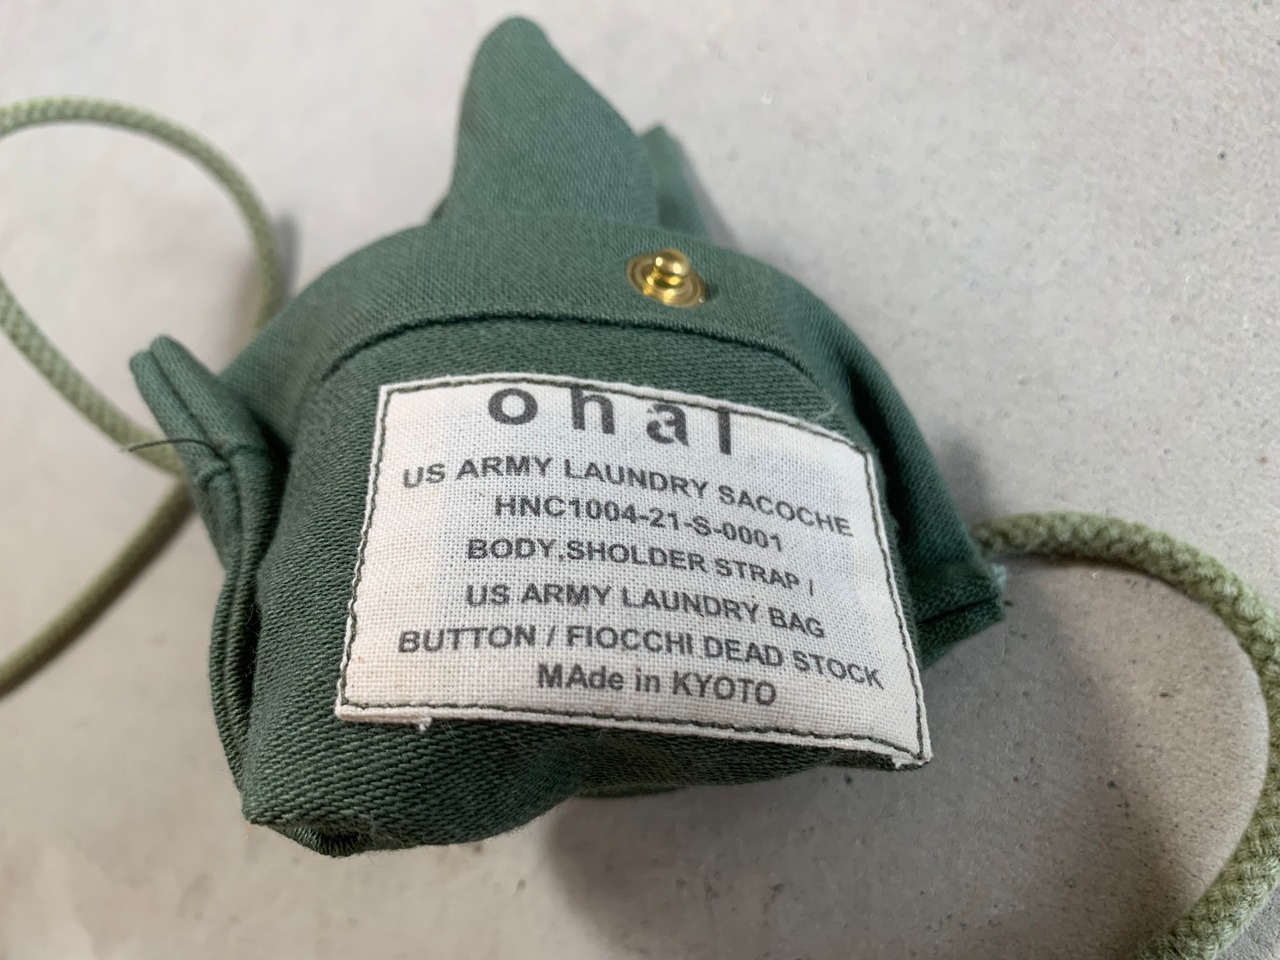 ohal
US ARMY LAUNDRY SACOCHE
HNC1004-21-S-0001
BODY,SHOLDER STRAP /
US ARMY LAUNDRY BAG
BUTTON / FIOCCHI DEAD STOCK
MAde in KYOTO